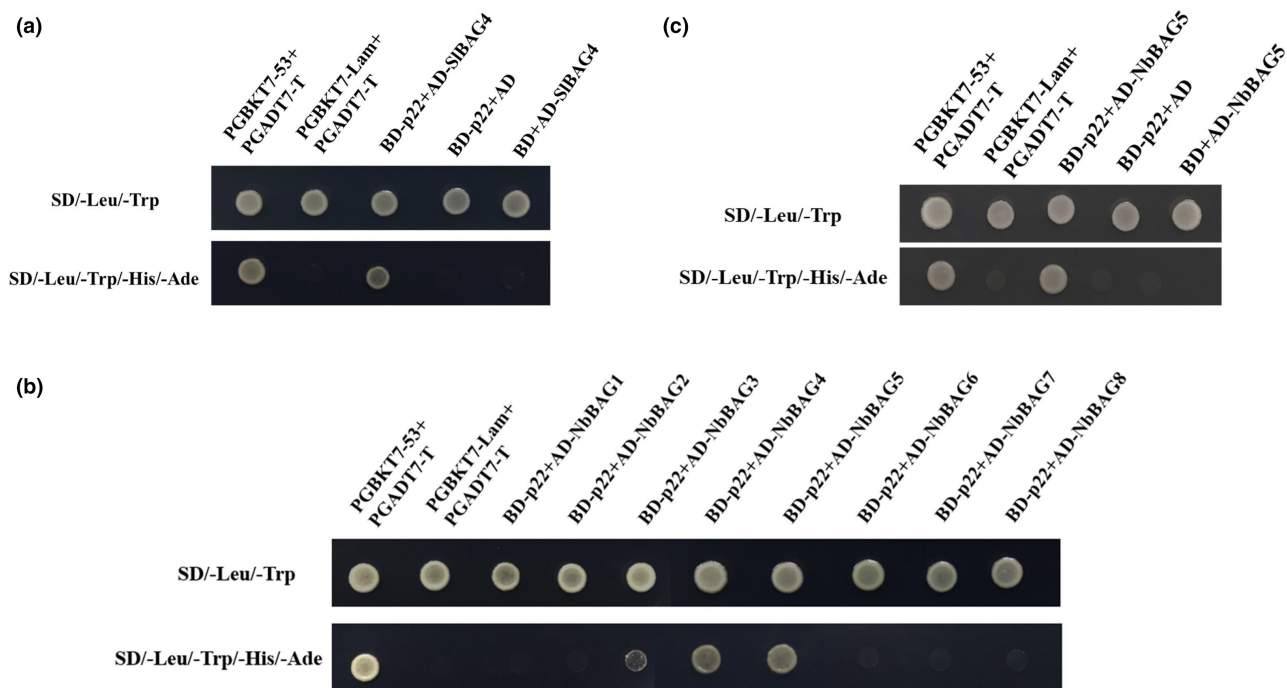 (a)
PGBKT7-53+
PGADT7-T
PGBKT7-Lam+
PGADT7-T
BD-p22+AD-SlBAG4
BD-p22+AD
BD+AD-SlBAG4
SD/-Leu/-Trp
SD/-Leu/-Trp/-His/-Ade
(c)
PGBKT7-53+
PGADT7-T
PGBKT7-Lam+
PGADT7-T
BD-p22+AD-NbBAG5
BD-p22+AD
BD+AD-NbBAG5
SD/-Leu/-Trp
SD/-Leu/-Trp/-His/-Ade
(b)
PGBKT7-53+
PGADT7-T
PGBKT7-Lam+
PGADT7-T
BD-p22+AD-NbBAG1
BD-p22+AD-NbBAG2
BD-p22+AD-NbBAG3
BD-p22+AD-NbBAG4
BD-p22+AD-NbBAG5
BD-p22+AD-NbBAG6
BD-p22+AD-NbBAG7
BD-p22+AD-NbBAG8
SD/-Leu/-Trp
SD/-Leu/-Trp/-His/-Ade